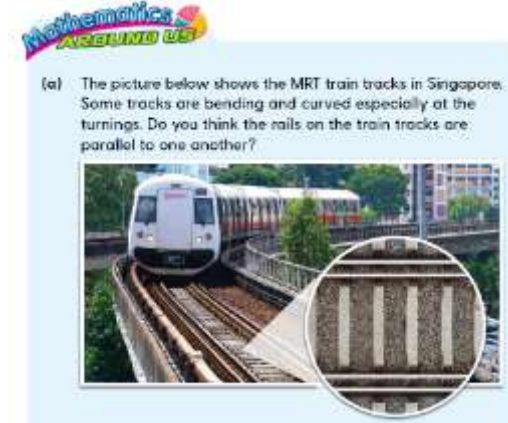 Mathematics
AROUND US
(a) The picture below shows the MRT train tracks in Singapore.
Some tracks are bending and curved especially at the
turnings. Do you think the rails on the train tracks are
parallel to one another?